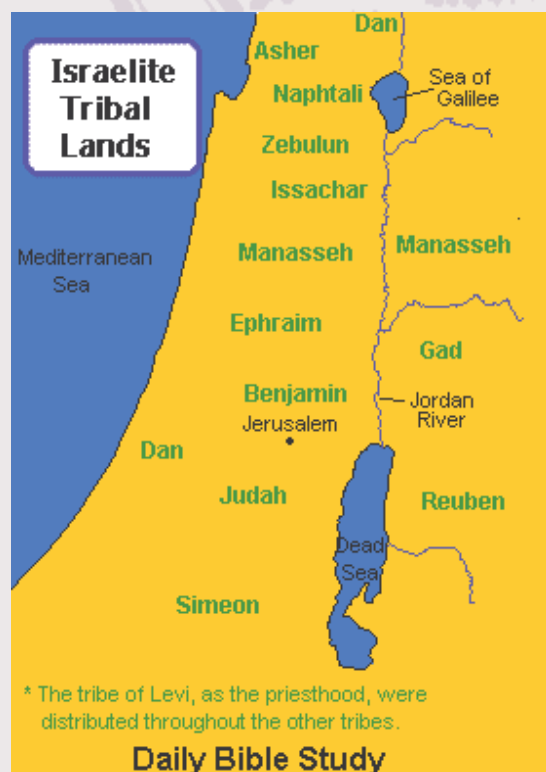 Israelite
Tribal
Lands
Dan
Asher
Sea of
Galilee
Naphtali
Zebulun
Issachar
Manasseh
Manasseh
Mediterranean
Sea
Ephraim
Gad
Benjamin
Jordan
River
Jerusalem
Dan
Judah
Reuben
Dead
Sea
Simeon
* The tribe of Levi, as the priesthood, were
distributed throughout the other tribes.
Daily Bible Study